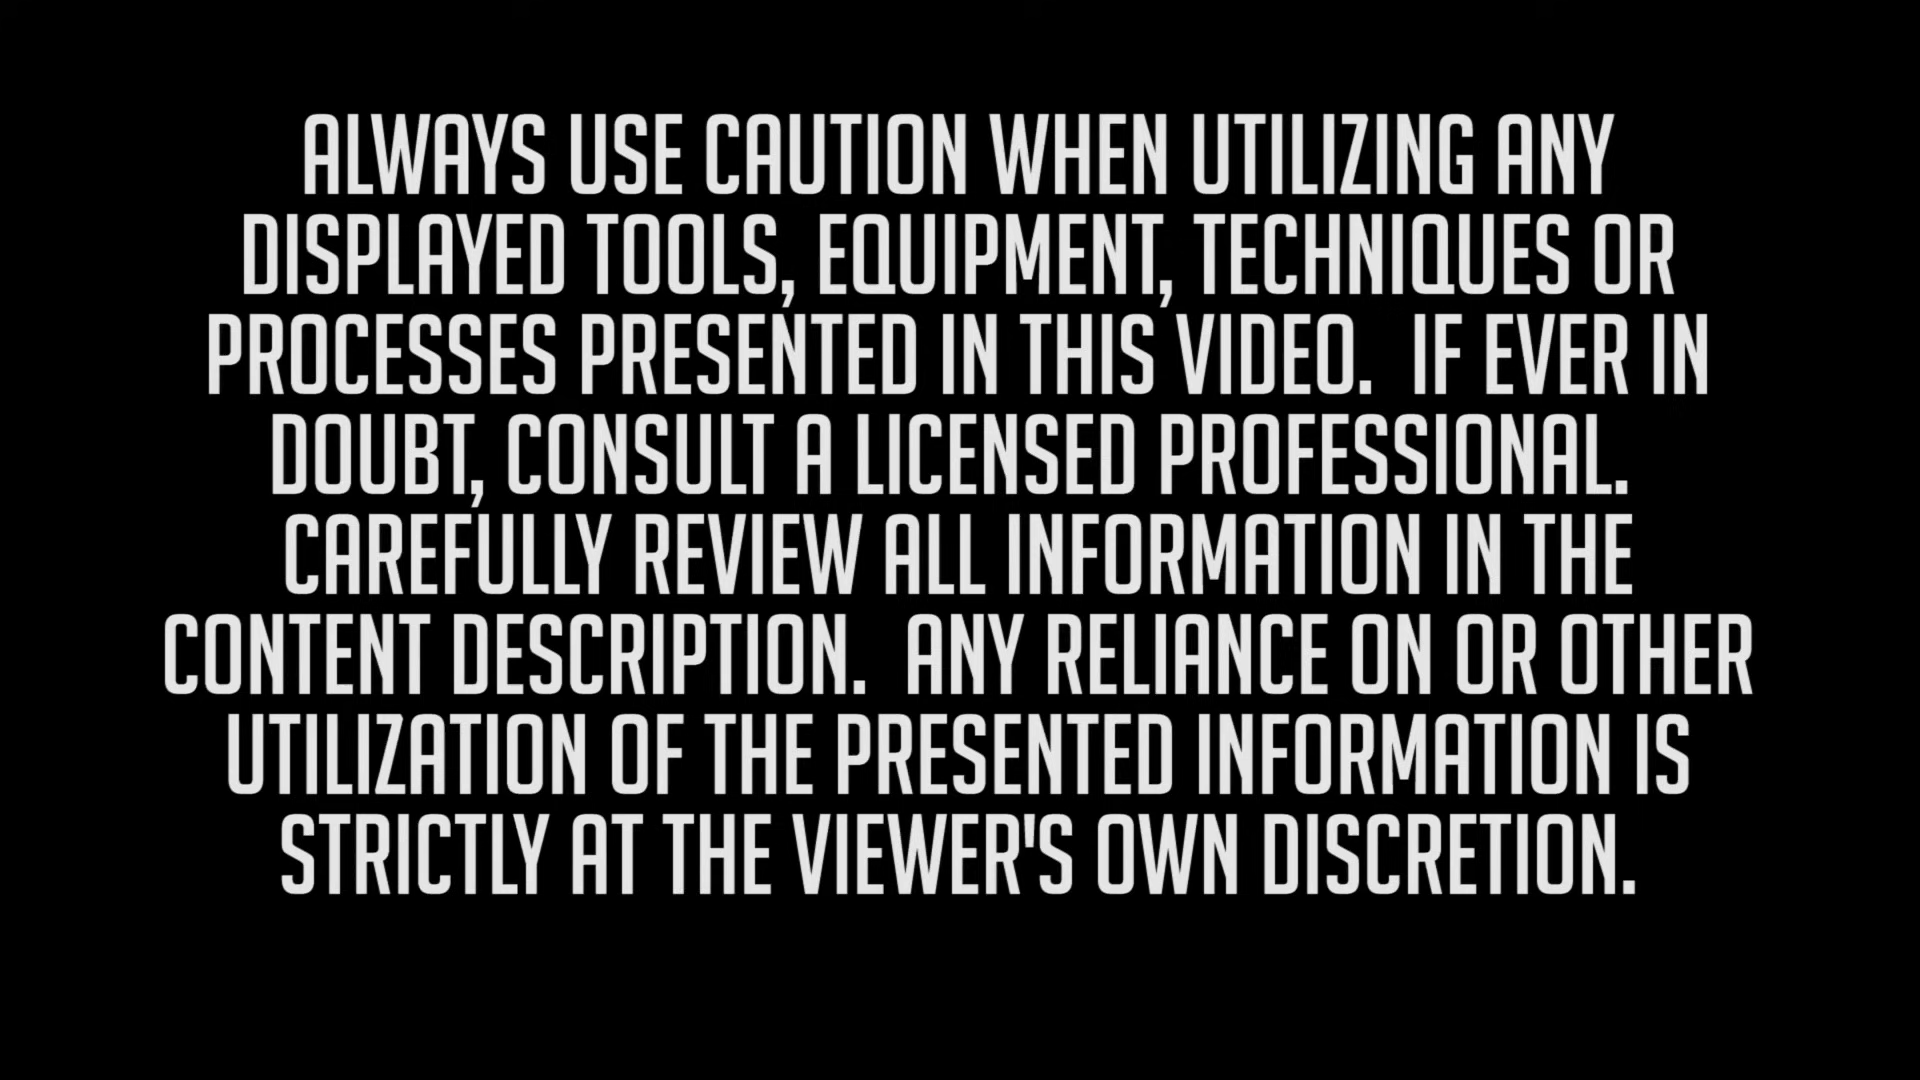 ALWAYS USE CAUTION WHEN UTILIZING ANY
DISPLAYED TOOLS, EQUIPMENT, TECHNIQUES OR
PROCESSES PRESENTED IN THIS VIDEO.  IF EVER IN
DOUBT, CONSULT A LICENSED PROFESSIONAL.
CAREFULLY REVIEW ALL INFORMATION IN THE
CONTENT DESCRIPTION.  ANY RELIANCE ON OR OTHER
UTILIZATION OF THE PRESENTED INFORMATION IS
STRICTLY AT THE VIEWER'S OWN DISCRETION.